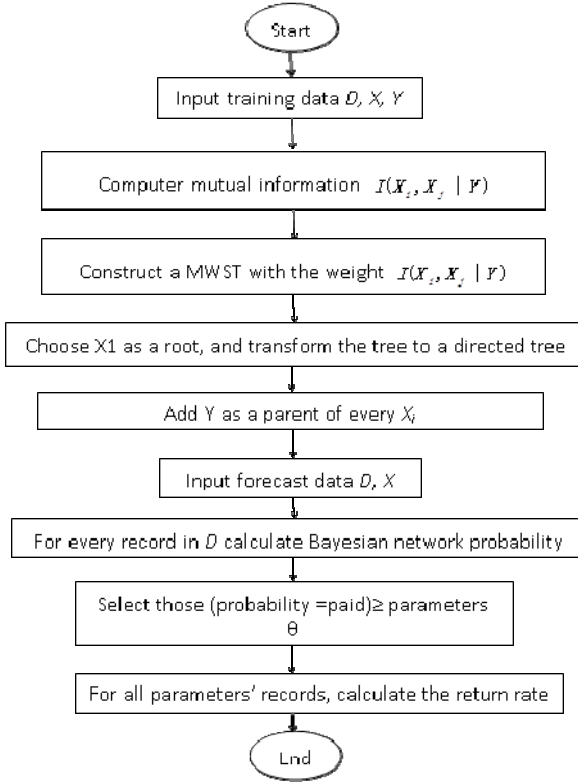 Start
Input training data D, X, Y
Computer mutual information I(Xᵢ, Xⱼ | Y)
Construct a MWST with the weight I(Xᵢ, Xⱼ | Y)
Choose X1 as a root, and transform the tree to a directed tree
Add Y as a parent of every Xᵢ
Input forecast data D, X
For every record in D calculate Bayesian network probability
Select those (probability =paid)≥ parameters
θ
For all parameters’ records, calculate the return rate
End